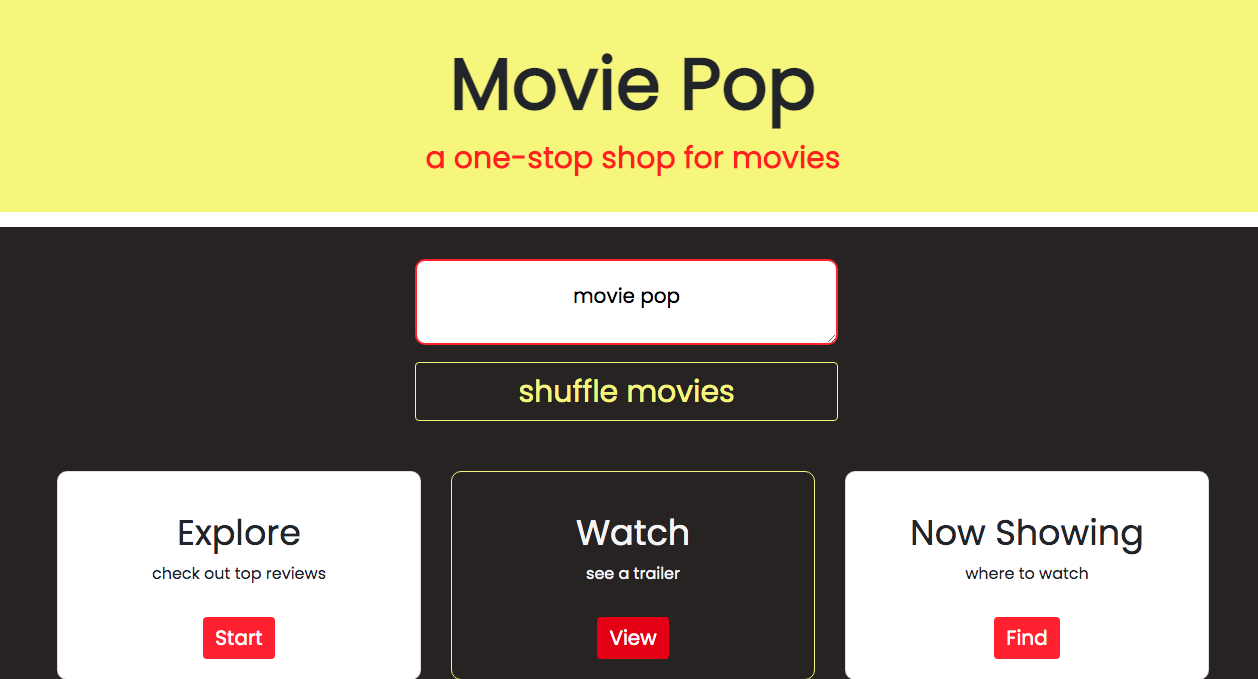 Movie Pop
a one-stop shop for movies
movie pop
shuffle movies
Explore
check out top reviews
Start
Watch
see a trailer
View
Now Showing
where to watch
Find